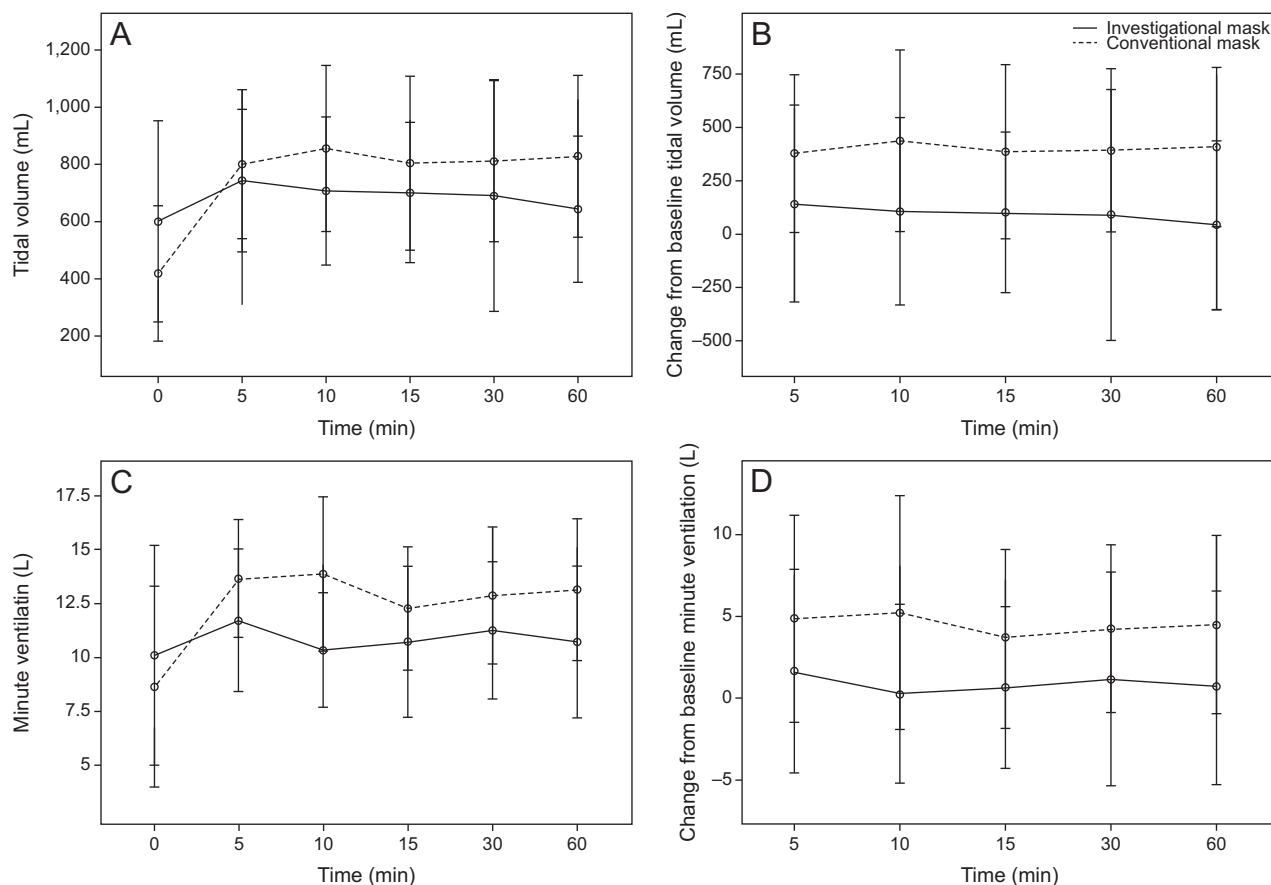 A
Tidal volume (mL)
1,200
1,000
800
600
400
200
0 5 10 15 30 60
Time (min)
B
Investigational mask
Conventional mask
Change from baseline tidal volume (mL)
750
500
250
0
–250
–500
5 10 15 30 60
Time (min)
C
Minute ventilatin (L)
17.5
15
12.5
10
7.5
5
0 5 10 15 30 60
Time (min)
D
Change from baseline minute ventilation (L)
10
5
0
–5
5 10 15 30 60
Time (min)